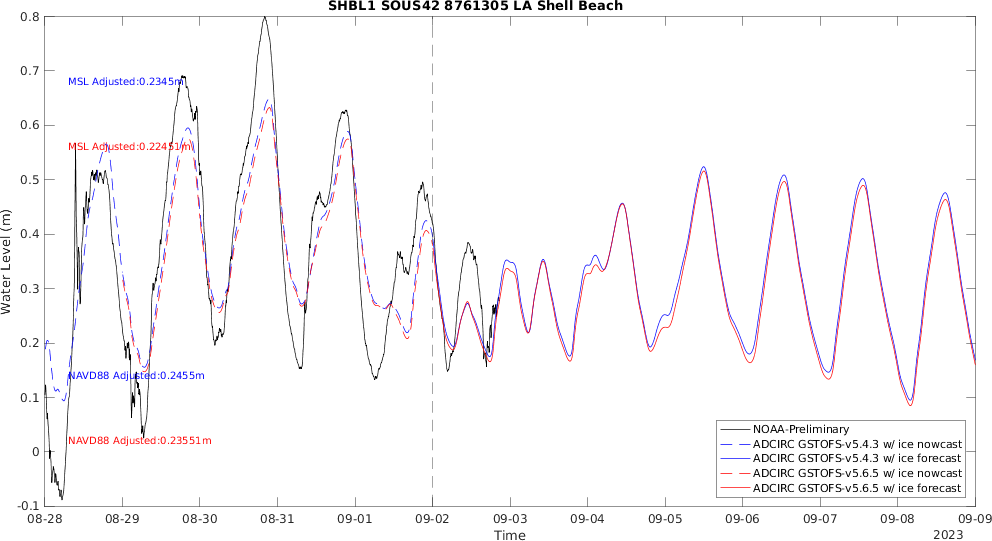 SHBL1 SOUS42 8761305 LA Shell Beach
Water Level (m)
0.8
0.7
0.6
0.5
0.4
0.3
0.2
0.1
0
-0.1
MSL Adjusted:0.2345m
MSL Adjusted:0.22451m
NAVD88 Adjusted:0.2455m
NAVD88 Adjusted:0.23551m
NOAA-Preliminary
ADCIRC GSTOFS-v5.4.3 w/ ice nowcast
ADCIRC GSTOFS-v5.4.3 w/ ice forecast
ADCIRC GSTOFS-v5.6.5 w/ ice nowcast
ADCIRC GSTOFS-v5.6.5 w/ ice forecast
08-28 08-29 08-30 08-31 09-01 09-02 09-03 09-04 09-05 09-06 09-07 09-08 09-09
Time
2023